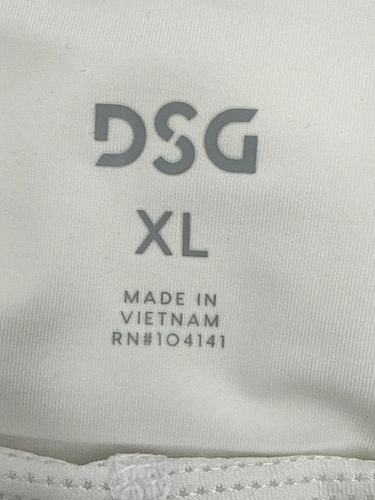 DSG
XL
MADE IN
VIETNAM
RN#104141